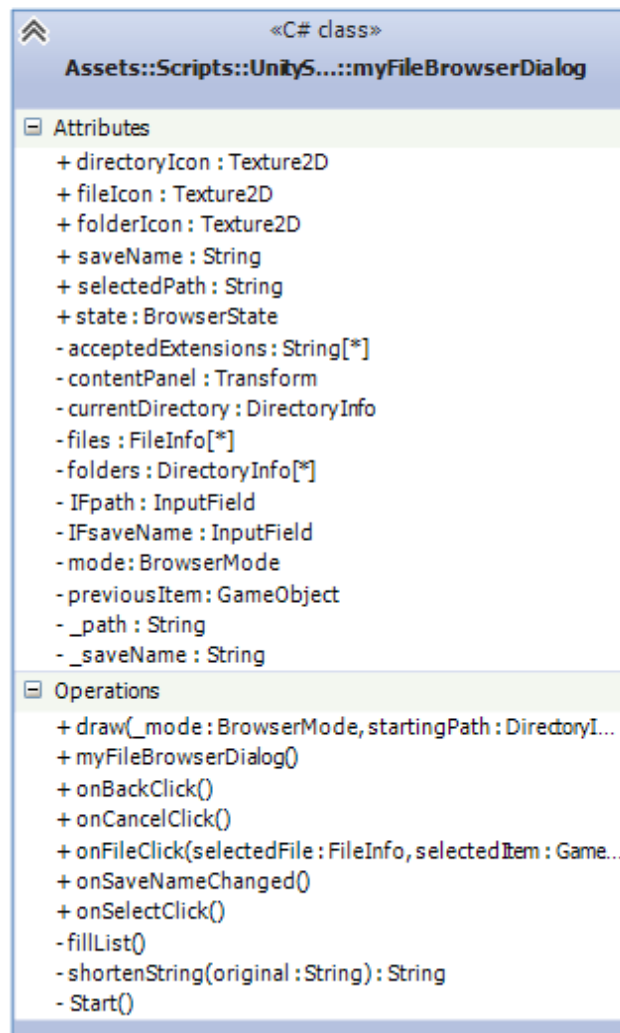 «C# class»
Assets::Scripts::UnityS...::myFileBrowserDialog
Attributes
+ directoryIcon : Texture2D
+ fileIcon : Texture2D
+ folderIcon : Texture2D
+ saveName : String
+ selectedPath : String
+ state : BrowserState
- acceptedExtensions : String[*]
- contentPanel : Transform
- currentDirectory : DirectoryInfo
- files : FileInfo[*]
- folders : DirectoryInfo[*]
- IFpath : InputField
- IFsaveName : InputField
- mode : BrowserMode
- previousItem : GameObject
- _path : String
- _saveName : String
Operations
+ draw(_mode : BrowserMode, startingPath : DirectoryI...
+ myFileBrowserDialog()
+ onBackClick()
+ onCancelClick()
+ onFileClick(selectedFile : FileInfo, selectedItem : Game...
+ onSaveNameChanged()
+ onSelectClick()
- fillList()
- shortenString(original : String) : String
- Start()